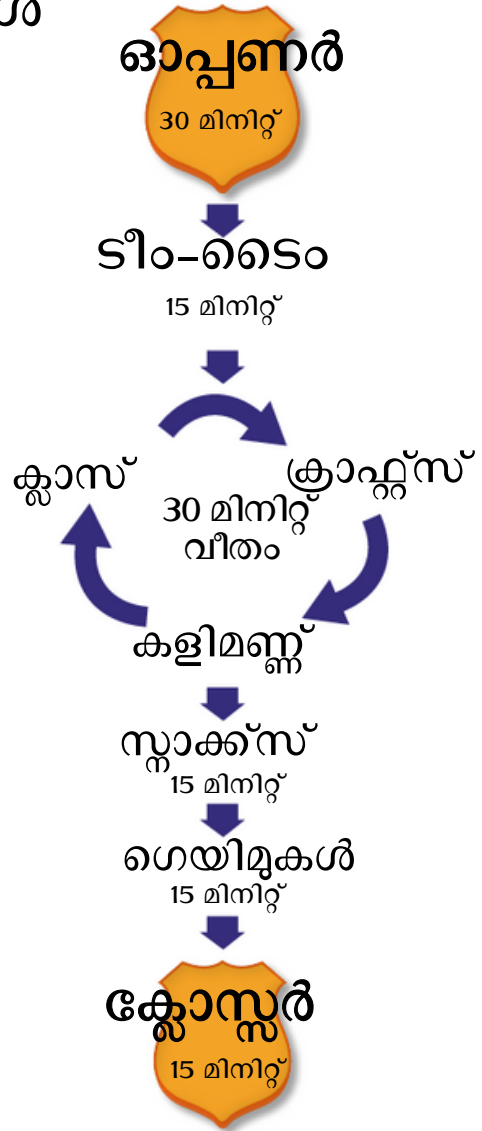 ഓപ്പണർ
30 മിനിറ്റ്
ടീം-ടൈം
15 മിനിറ്റ്
ക്ലാസ്
ക്രാഫ്റ്റ്സ്
30 മിനിറ്റ്
വീതം
കളിമണ്ണ്
സ്നാക്ക്സ്
15 മിനിറ്റ്
ഗെയിമുകൾ
15 മിനിറ്റ്
ക്ലോസ്സർ
15 മിനിറ്റ്